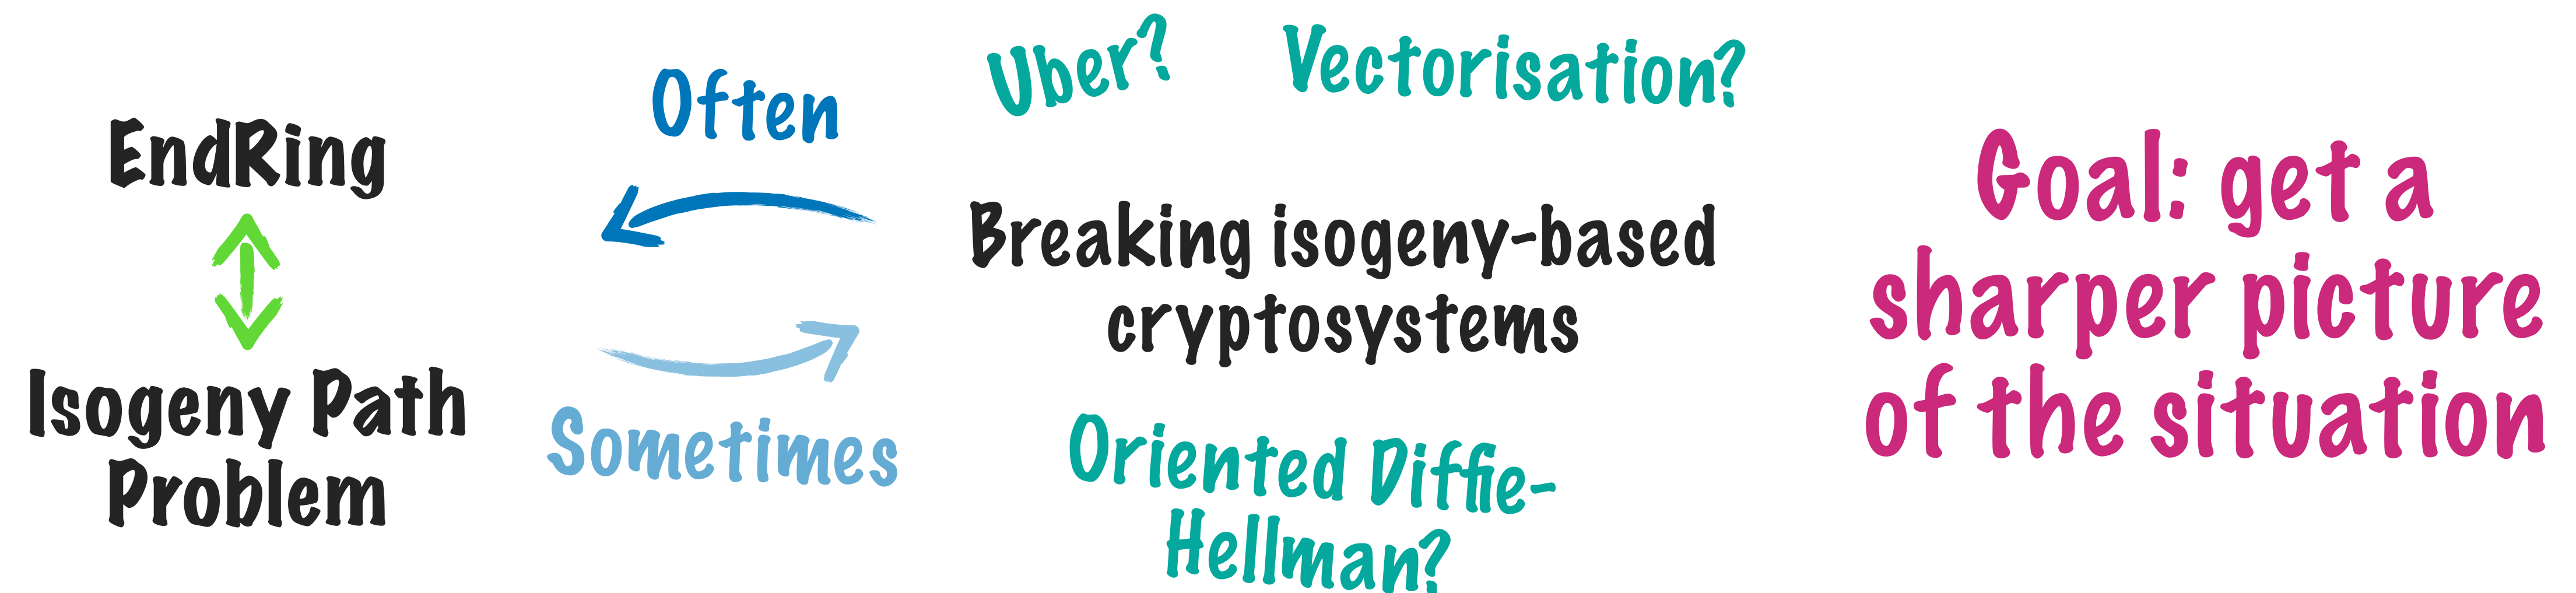 EndRing
Isogeny Path
Problem
Often
Sometimes
Uber?
Vectorisation?
Breaking isogeny-based
cryptosystems
Oriented Diffie-
Hellman?
Goal: get a
sharper picture
of the situation